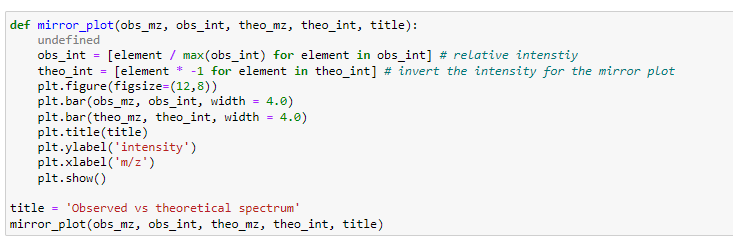 def mirror_plot(obs_mz, obs_int, theo_mz, theo_int, title):
    undefined
    obs_int = [element / max(obs_int) for element in obs_int] # relative intenstiy
    theo_int = [element * -1 for element in theo_int] # invert the intensity for the mirror plot
    plt.figure(figsize=(12,8))
    plt.bar(obs_mz, obs_int, width = 4.0)
    plt.bar(theo_mz, theo_int, width = 4.0)
    plt.title(title)
    plt.ylabel('intensity')
    plt.xlabel('m/z')
    plt.show()
title = 'Observed vs theoretical spectrum'
mirror_plot(obs_mz, obs_int, theo_mz, theo_int, title)